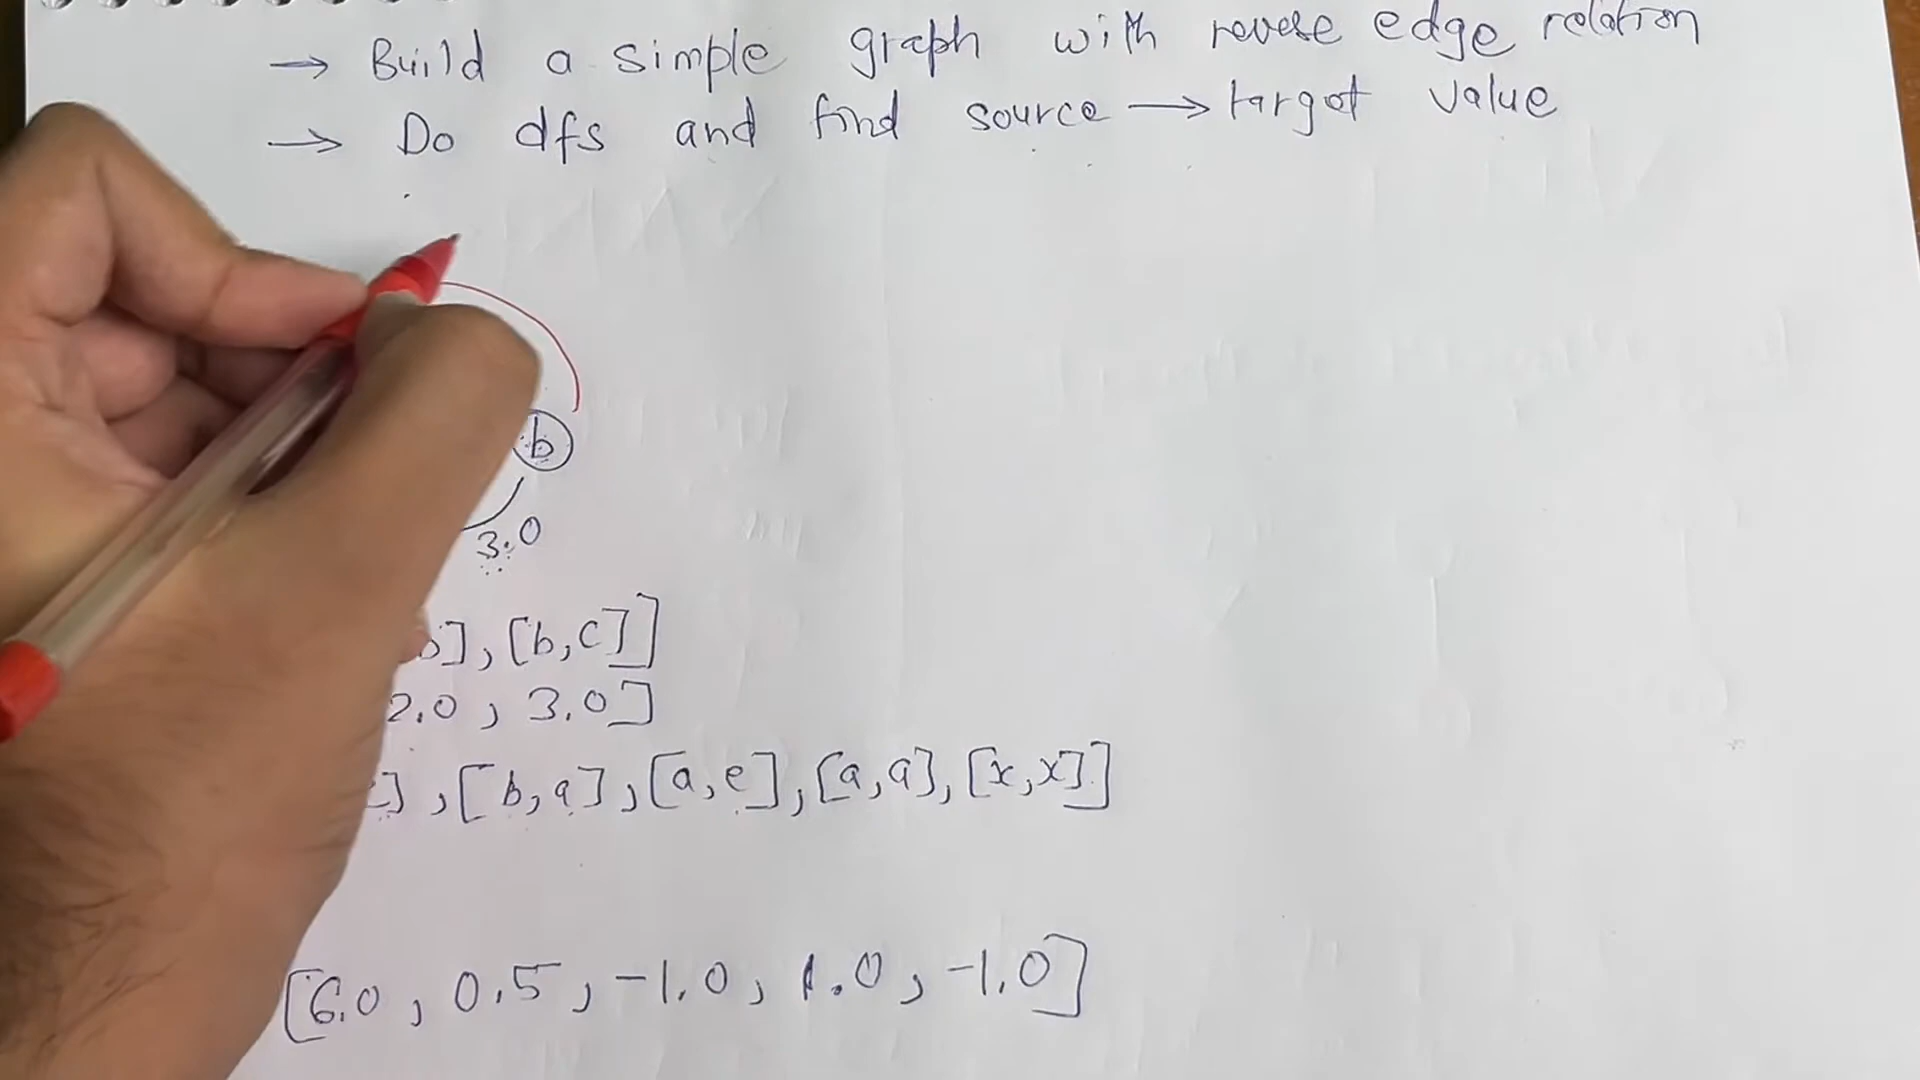 → Build a simple graph with revese edge relation
→ Do dfs and find source → target value
b
3.0
], [b,c]]
2.0 , 3.0]
], [b,a], [a,e], [a,a], [x,x]]
[6.0 , 0.5 , -1.0 , 1.0 , -1.0]